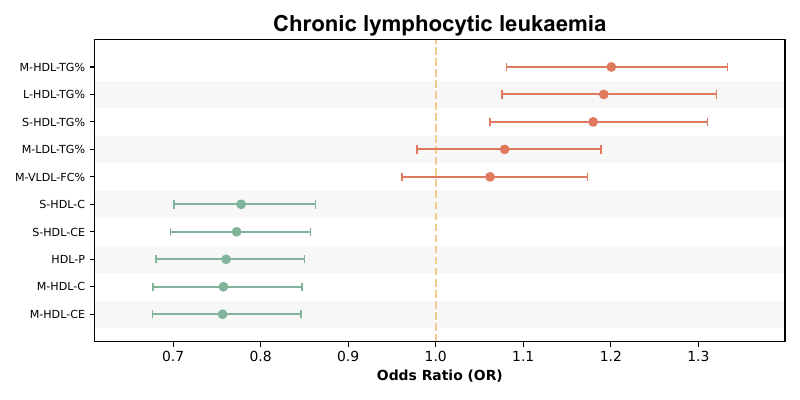 Chronic lymphocytic leukaemia
M-HDL-TG%
L-HDL-TG%
S-HDL-TG%
M-LDL-TG%
M-VLDL-FC%
S-HDL-C
S-HDL-CE
HDL-P
M-HDL-C
M-HDL-CE
0.7 0.8 0.9 1.0 1.1 1.2 1.3
Odds Ratio (OR)